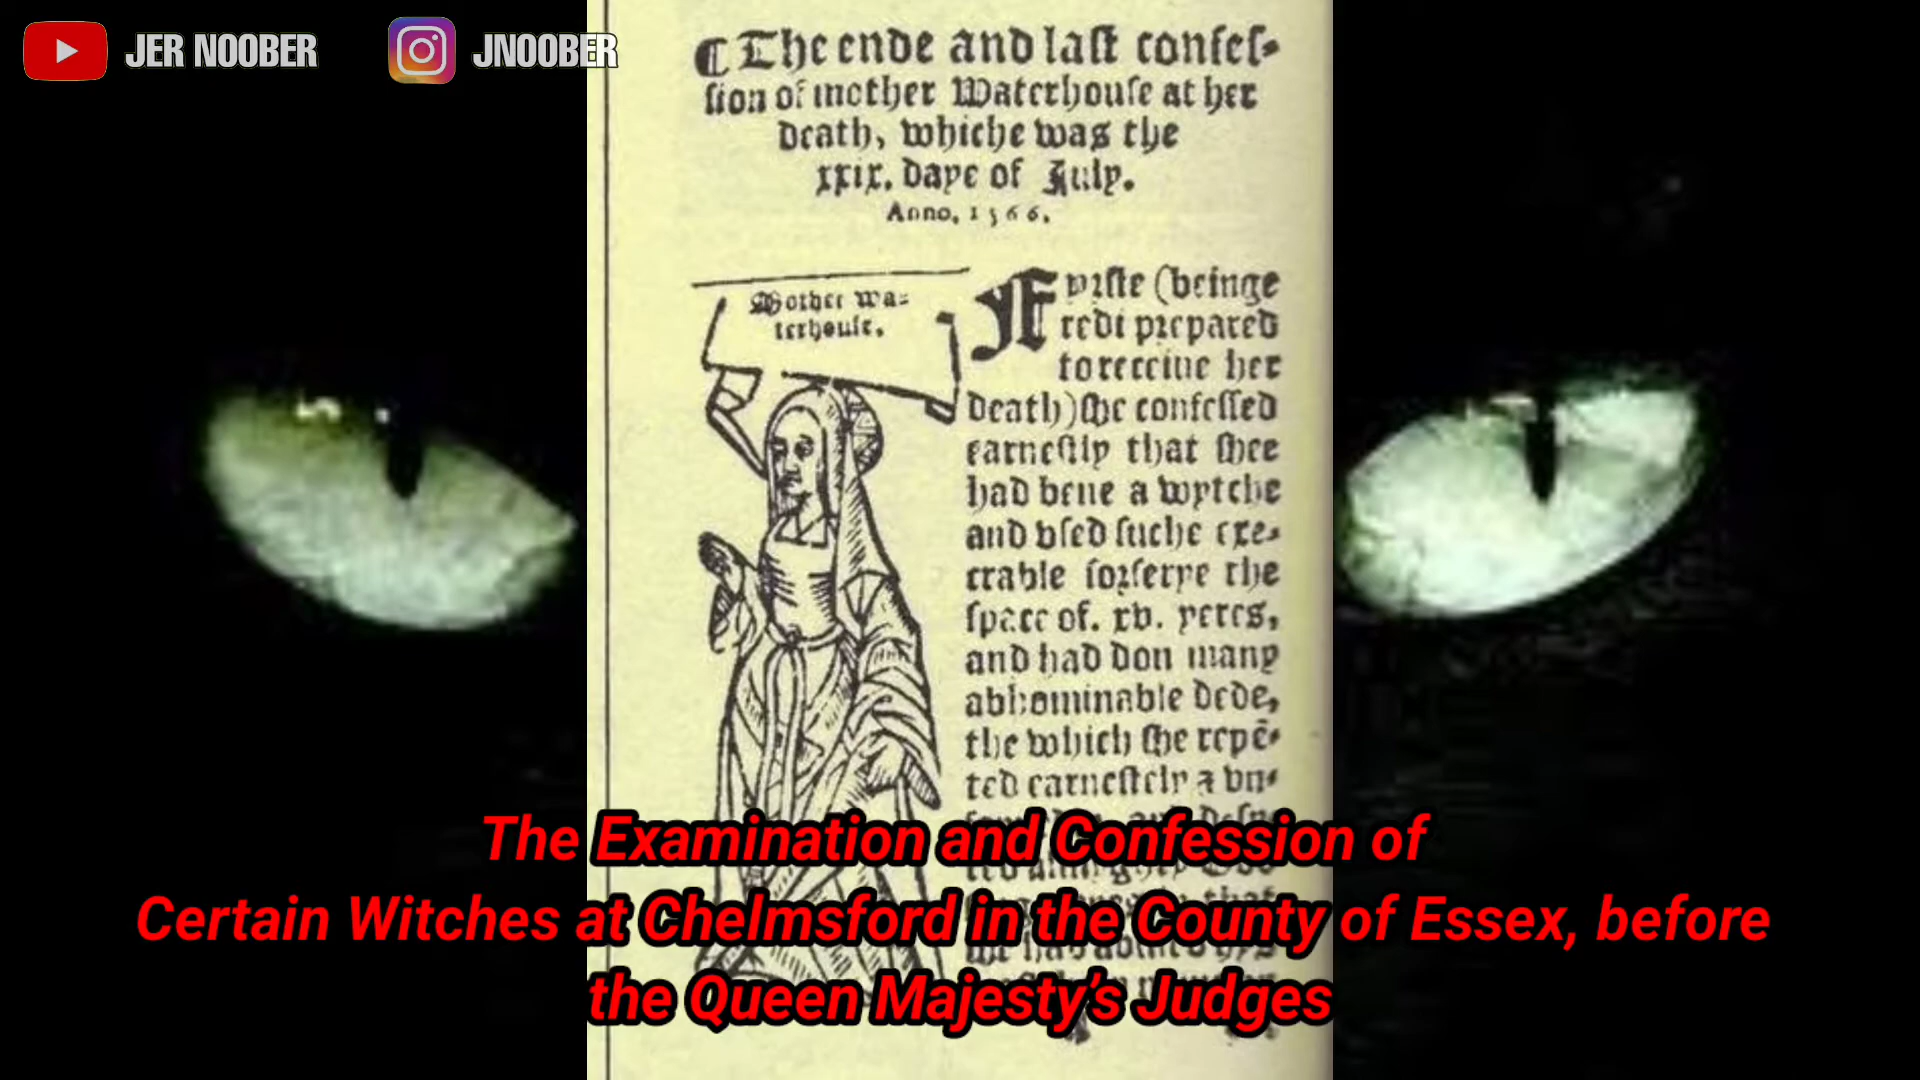 JER NOOBER
JNOOBER
¶ The ende and last confes-
sion of mother Waterhouse at her
death, whiche was the
xxix. daye of July.
Anno, 1566.
Mother wa-
terhouse.
Fyrste (beinge
redi prepared
to receiue her
death) she confessed
earnestly that shee
had bene a wytche
and vsed suche exe-
crable sorserye the
space of. xv. yeres,
and had don many
abhominable dede,
the which she repē-
ted earnestely & vn-
The Examination and Confession of
Certain Witches at Chelmsford in the County of Essex, before
the Queen Majesty's Judges